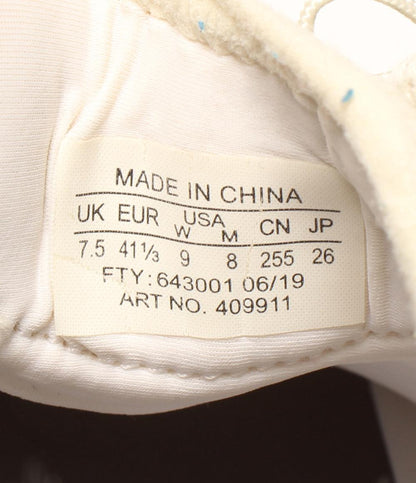 MADE IN CHINA
UK EUR USA W M CN JP
7.5 41⅓ 9 8 255 26
FTY: 643001 06/19
ART NO. 409911